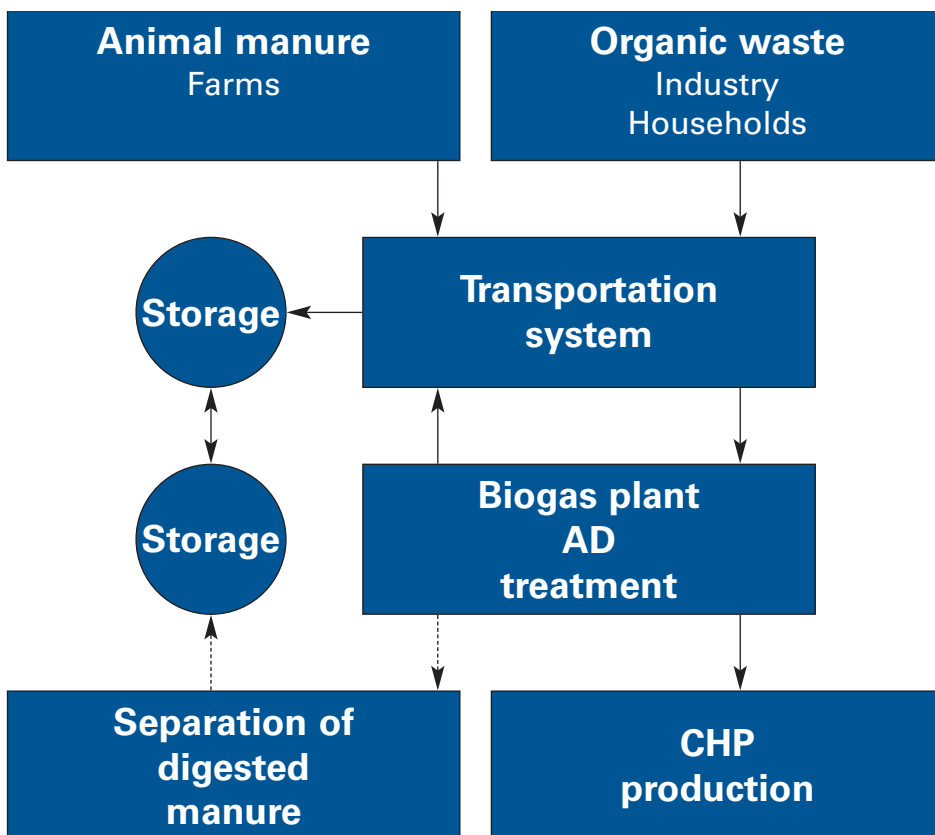 Animal manure
Farms
Organic waste
Industry
Households
Transportation
system
Storage
Biogas plant
AD
treatment
Storage
Separation of
digested
manure
CHP
production